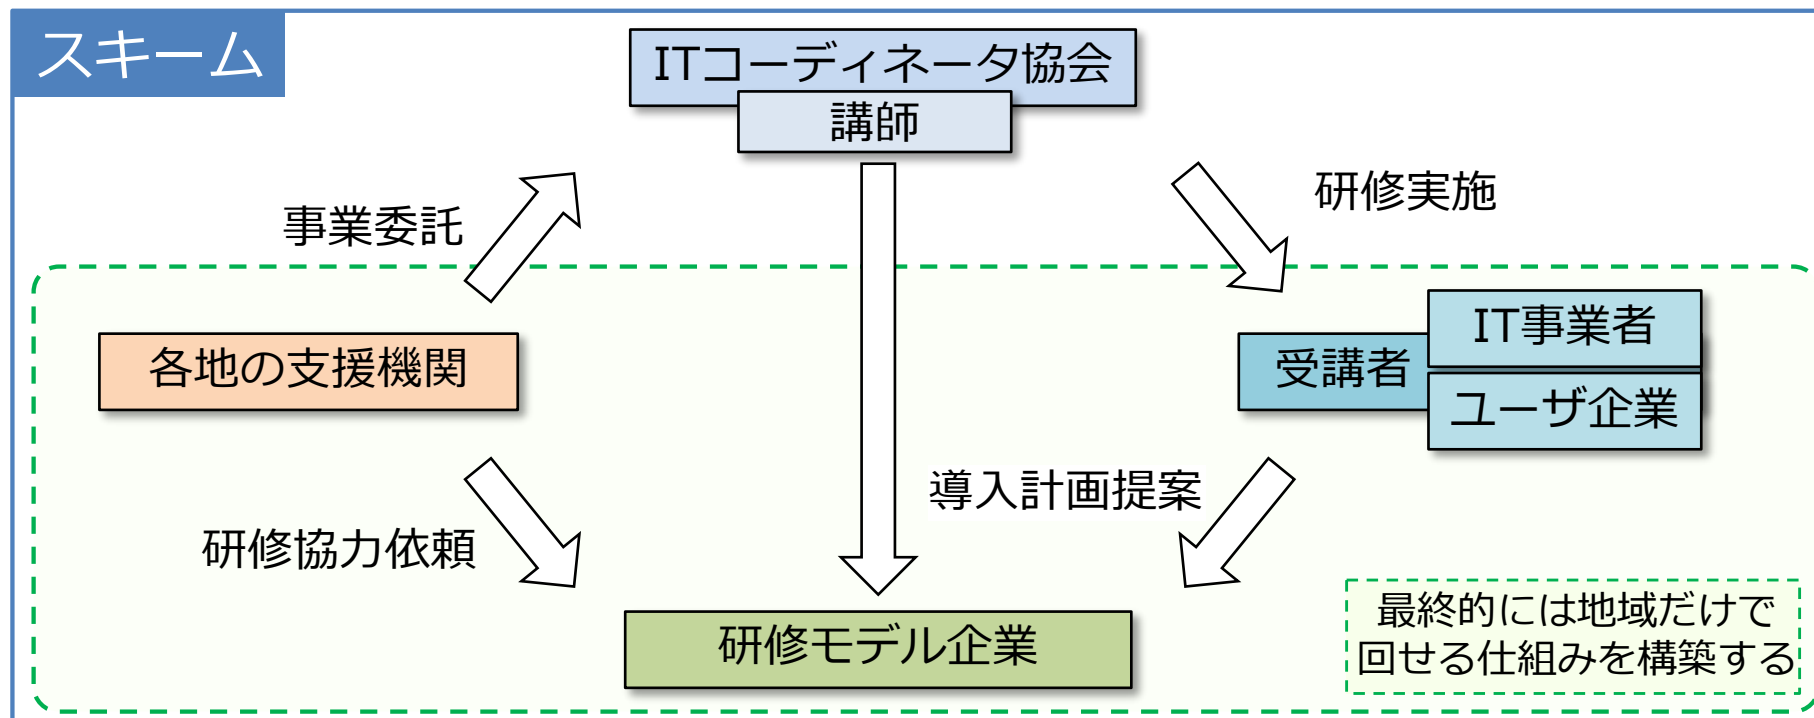 スキーム
ITコーディネータ協会
講師
事業委託
研修実施
各地の支援機関
受講者
IT事業者
ユーザ企業
研修協力依頼
導入計画提案
研修モデル企業
最終的には地域だけで
回せる仕組みを構築する